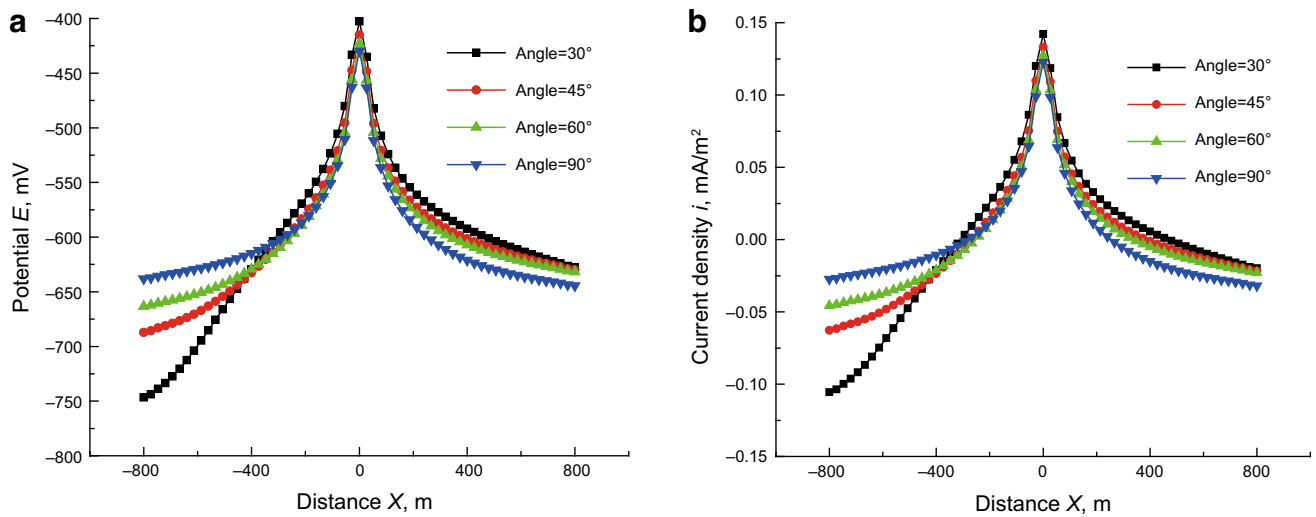 a
Potential E, mV
–400
–450
–500
–550
–600
–650
–700
–750
–800
Angle=30°
Angle=45°
Angle=60°
Angle=90°
–800
–400
0
400
800
Distance X, m
b
Current density i, mA/m²
0.15
0.10
0.05
0.00
–0.05
–0.10
–0.15
Angle=30°
Angle=45°
Angle=60°
Angle=90°
–800
–400
0
400
800
Distance X, m